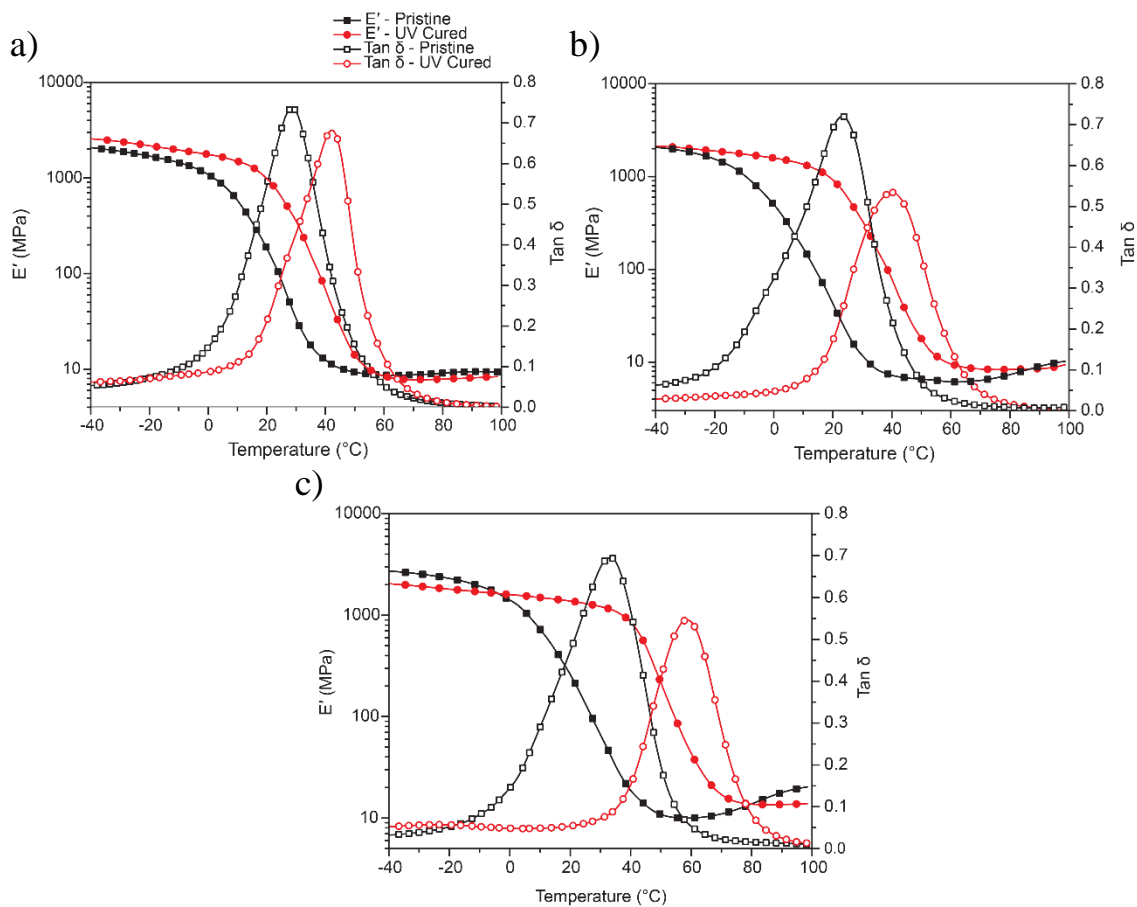 E′ - Pristine
E′ - UV Cured
Tan δ - Pristine
Tan δ - UV Cured
a)
10000
1000
100
10
E′ (MPa)
0.8
0.7
0.6
0.5
0.4
0.3
0.2
0.1
0.0
Tan δ
-40 -20 0 20 40 60 80 100
Temperature (°C)
b)
10000
1000
100
10
E′ (MPa)
0.8
0.7
0.6
0.5
0.4
0.3
0.2
0.1
0.0
Tan δ
-40 -20 0 20 40 60 80 100
Temperature (°C)
c)
10000
1000
100
10
E′ (MPa)
0.8
0.7
0.6
0.5
0.4
0.3
0.2
0.1
0.0
Tan δ
-40 -20 0 20 40 60 80 100
Temperature (°C)